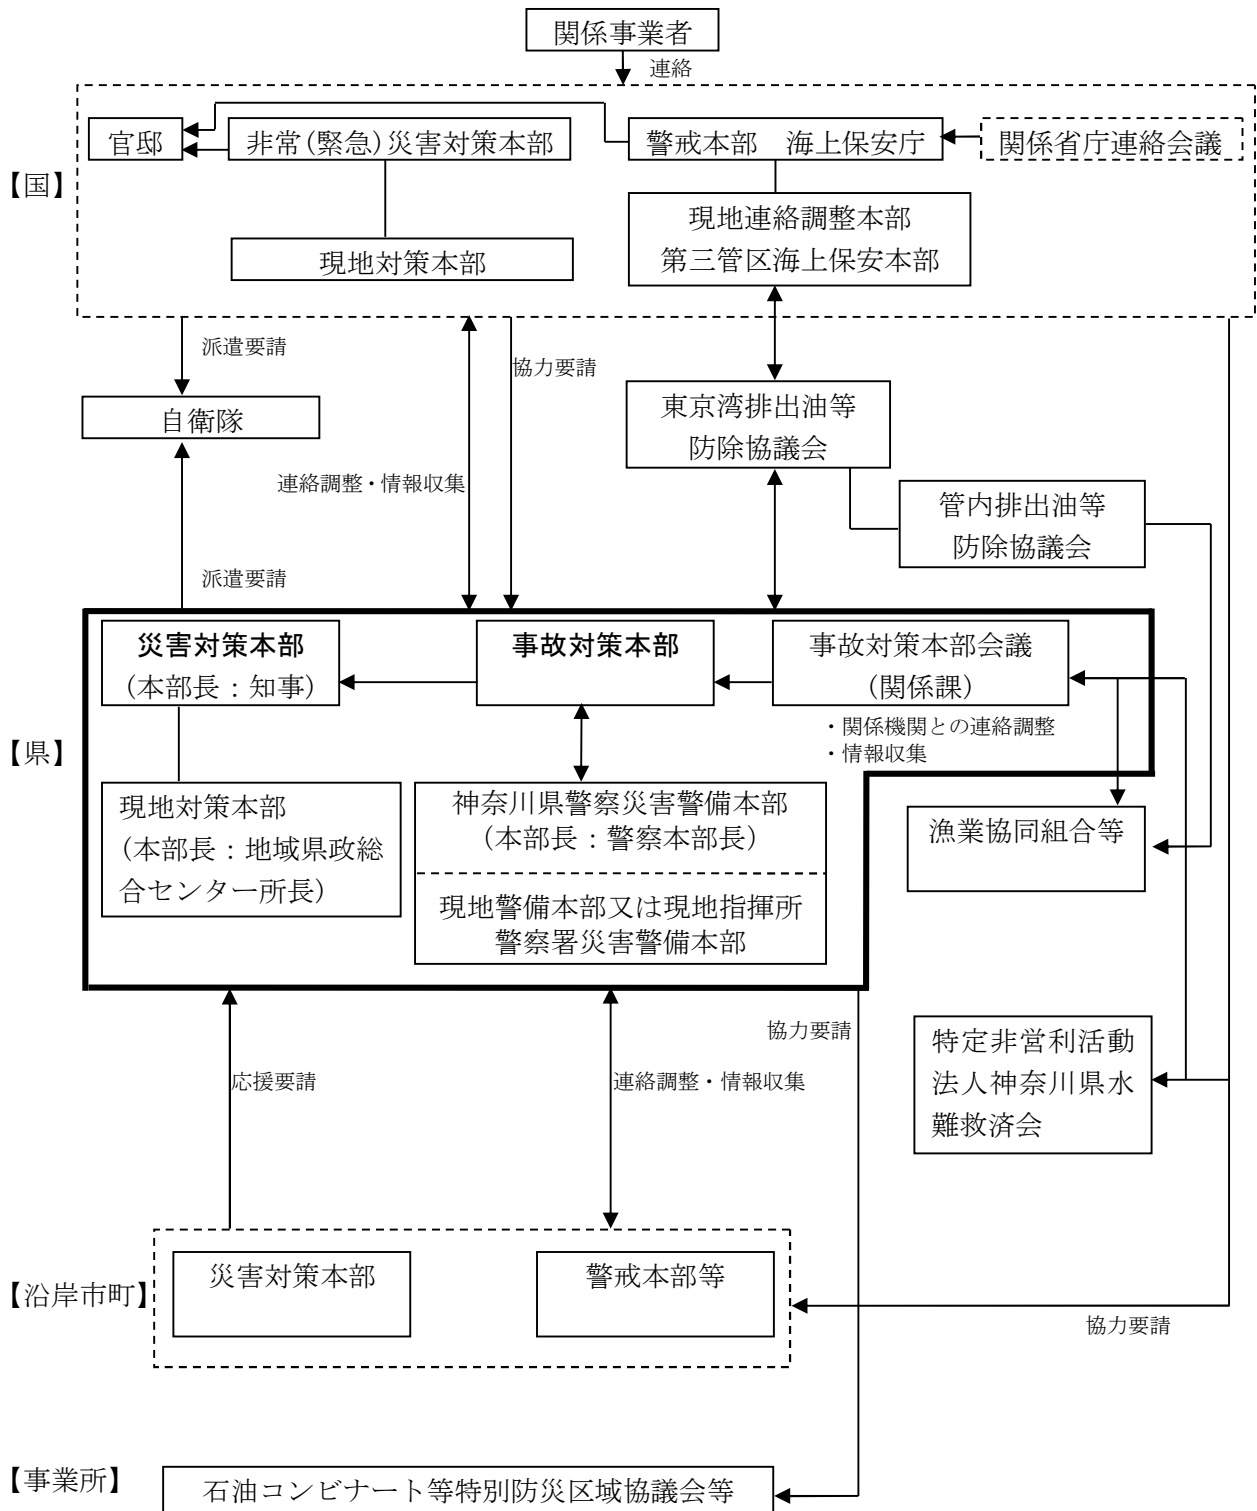 関係事業者
連絡
官邸
非常(緊急)災害対策本部
警戒本部　海上保安庁
関係省庁連絡会議
【国】
現地連絡調整本部
第三管区海上保安本部
現地対策本部
派遣要請
協力要請
自衛隊
東京湾排出油等
防除協議会
連絡調整・情報収集
管内排出油等
防除協議会
派遣要請
災害対策本部
(本部長：知事)
事故対策本部
事故対策本部会議
(関係課)
・関係機関との連絡調整
・情報収集
【県】
現地対策本部
(本部長：地域県政総
合センター所長)
神奈川県警察災害警備本部
(本部長：警察本部長)
現地警備本部又は現地指揮所
警察署災害警備本部
漁業協同組合等
協力要請
特定非営利活動
法人神奈川県水
難救済会
応援要請
連絡調整・情報収集
【沿岸市町】
災害対策本部
警戒本部等
協力要請
【事業所】
石油コンビナート等特別防災区域協議会等